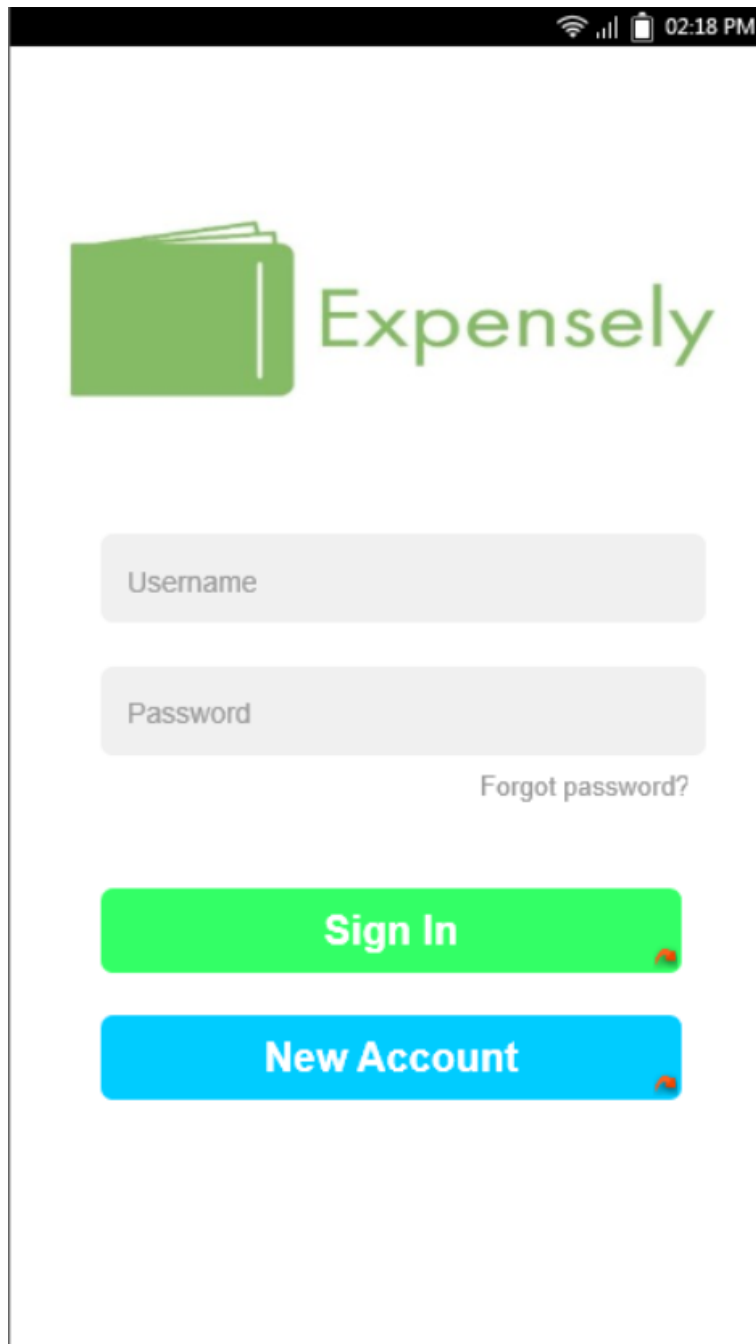 02:18 PM
Expensely
Username
Password
Forgot password?
Sign In
New Account